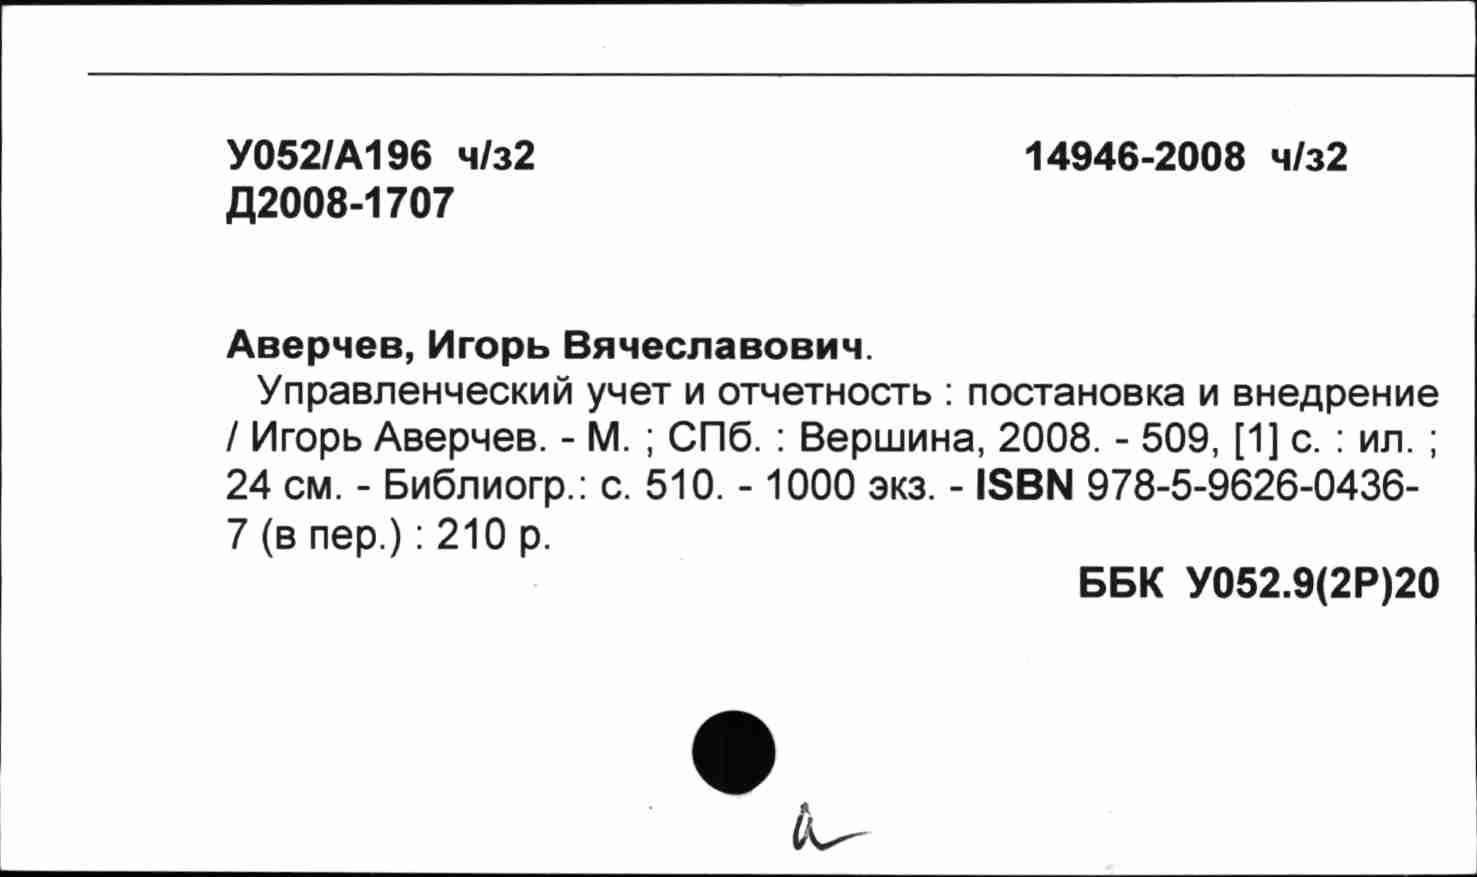 У052/А196 ч/з2 14946-2008 ч/з2
Д2008-1707
Аверчев, Игорь Вячеславович.
Управленческий учет и отчетность : постановка и внедрение
/ Игорь Аверчев. - М. ; СПб. : Вершина, 2008. - 509, [1] с. : ил. ;
24 см. - Библиогр.: с. 510. - 1000 экз. - ISBN 978-5-9626-0436-
7 (в пер.) : 210 р.
ББК У052.9(2Р)20